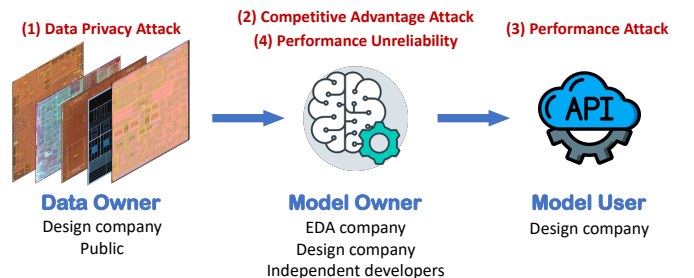 (1) Data Privacy Attack
(2) Competitive Advantage Attack
(4) Performance Unreliability
(3) Performance Attack
API
Data Owner
Design company
Public
Model Owner
EDA company
Design company
Independent developers
Model User
Design company